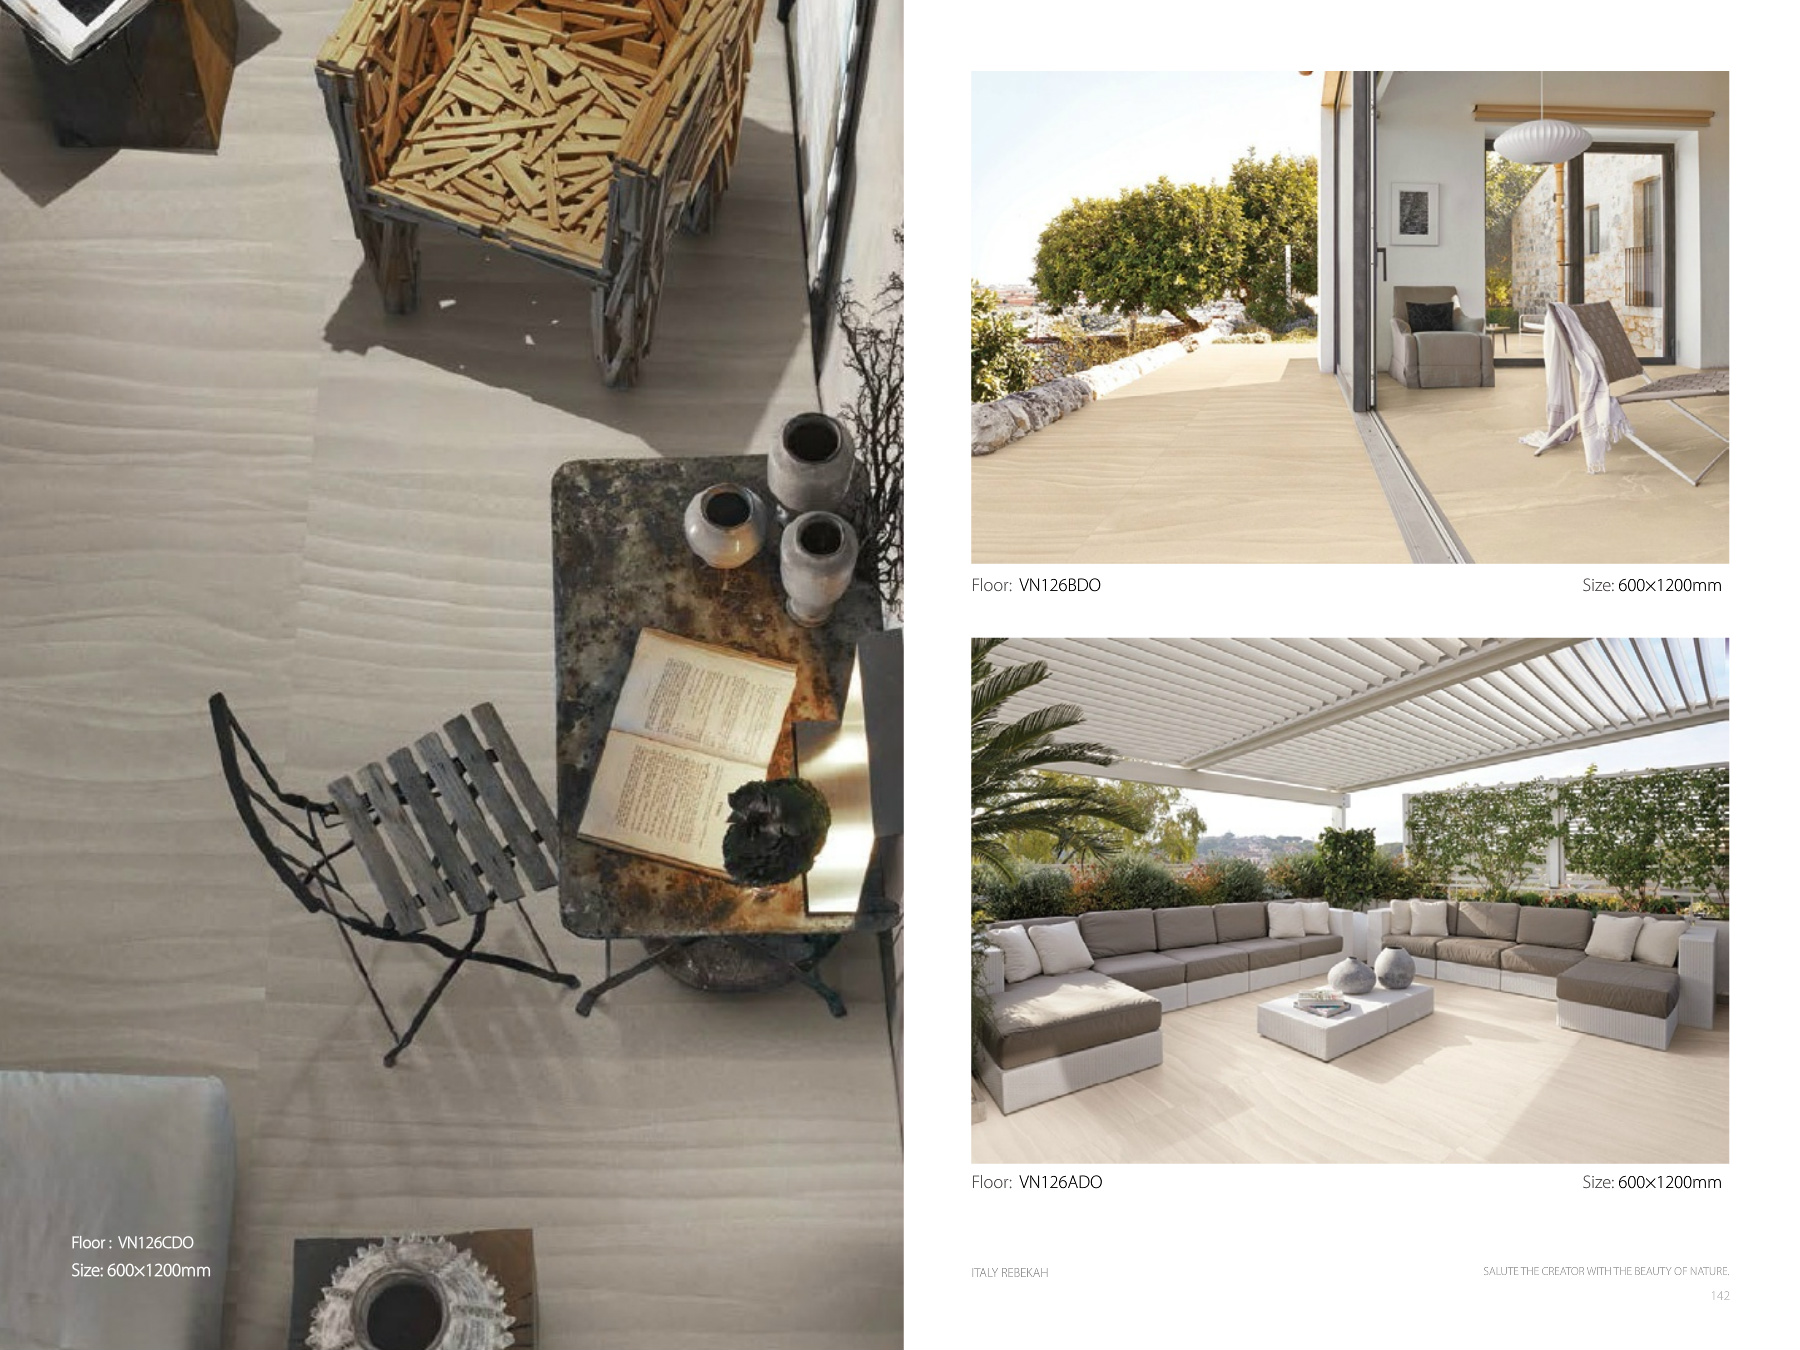 Floor : VN126CDO
Size: 600×1200mm
Floor: VN126BDO
Size: 600×1200mm
Floor: VN126ADO
Size: 600×1200mm
ITALY REBEKAH
SALUTE THE CREATOR WITH THE BEAUTY OF NATURE.
142